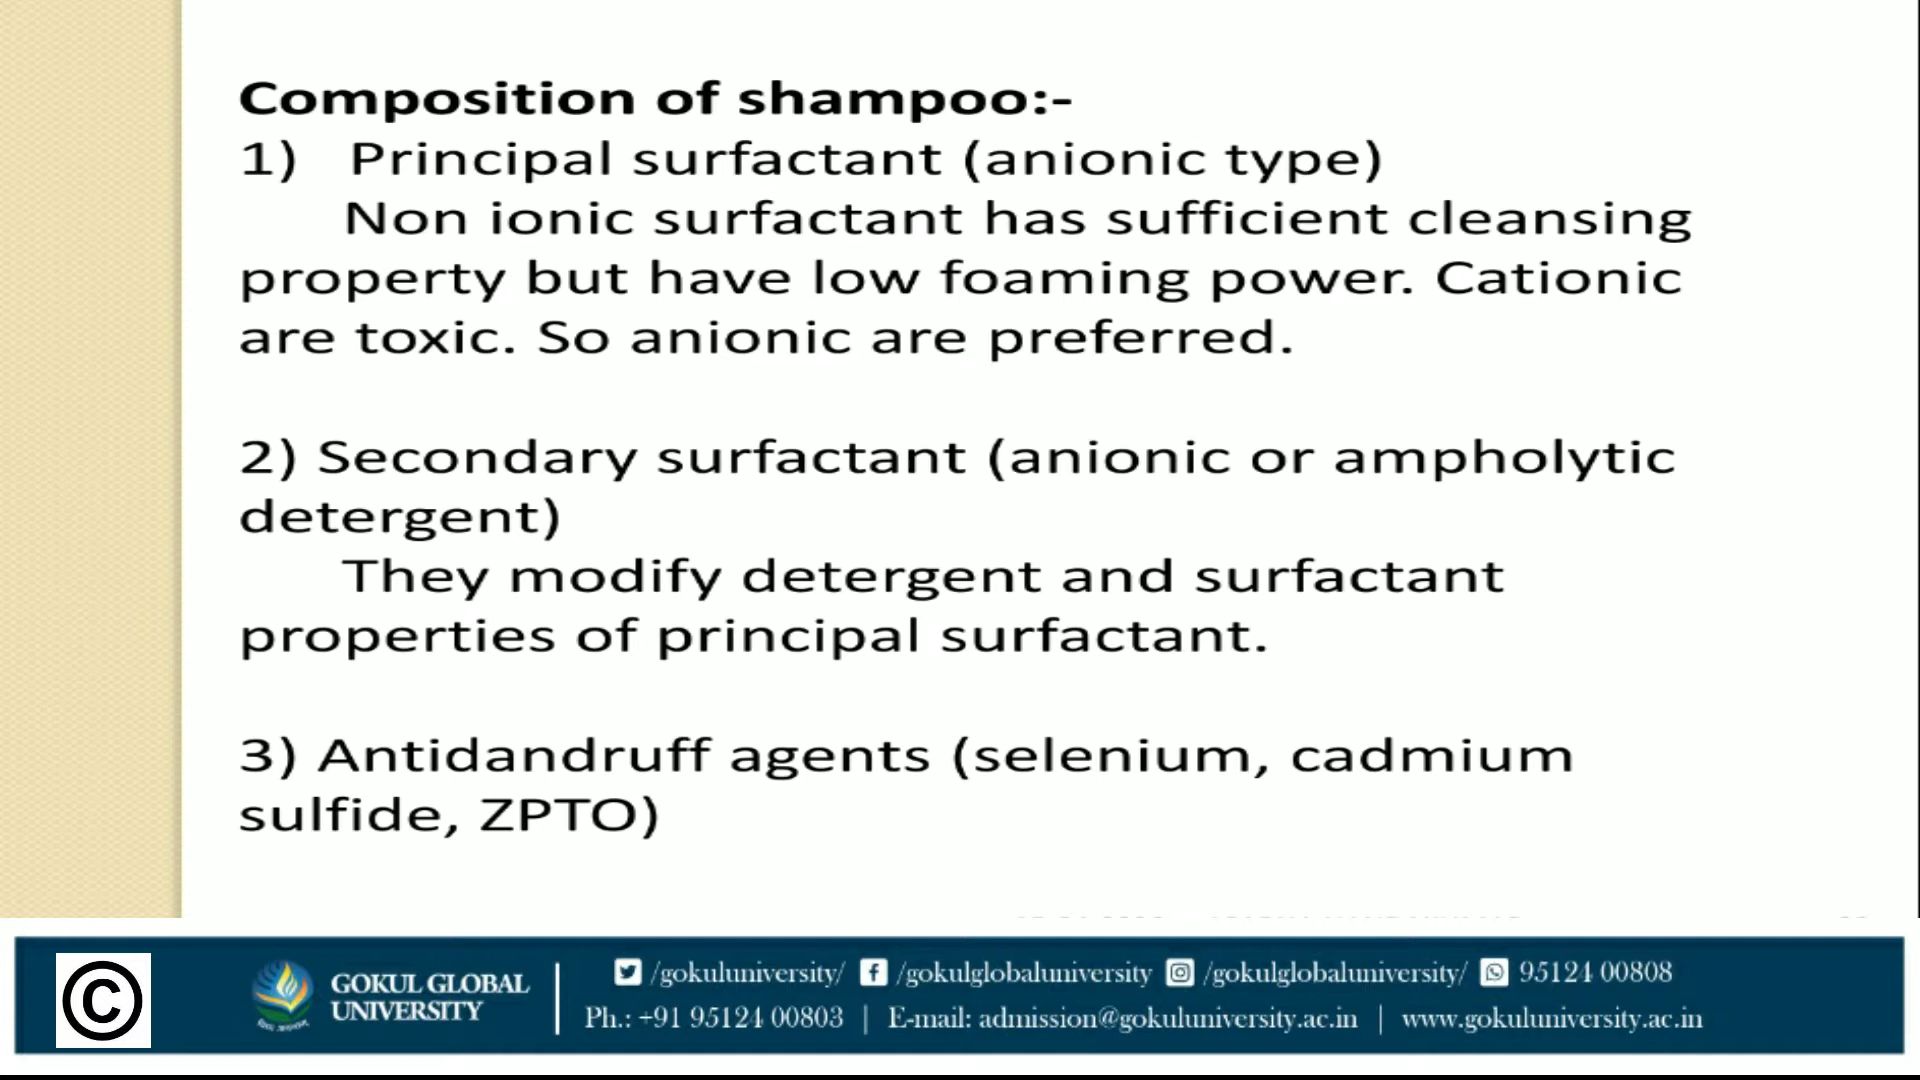 Composition of shampoo:-
1) Principal surfactant (anionic type)
Non ionic surfactant has sufficient cleansing
property but have low foaming power. Cationic
are toxic. So anionic are preferred.
2) Secondary surfactant (anionic or ampholytic
detergent)
They modify detergent and surfactant
properties of principal surfactant.
3) Antidandruff agents (selenium, cadmium
sulfide, ZPTO)
©
GOKUL GLOBAL
UNIVERSITY
/gokuluniversity/ /gokulglobaluniversity /gokulglobaluniversity/ 95124 00808
Ph.: +91 95124 00803 | E-mail: admission@gokuluniversity.ac.in | www.gokuluniversity.ac.in